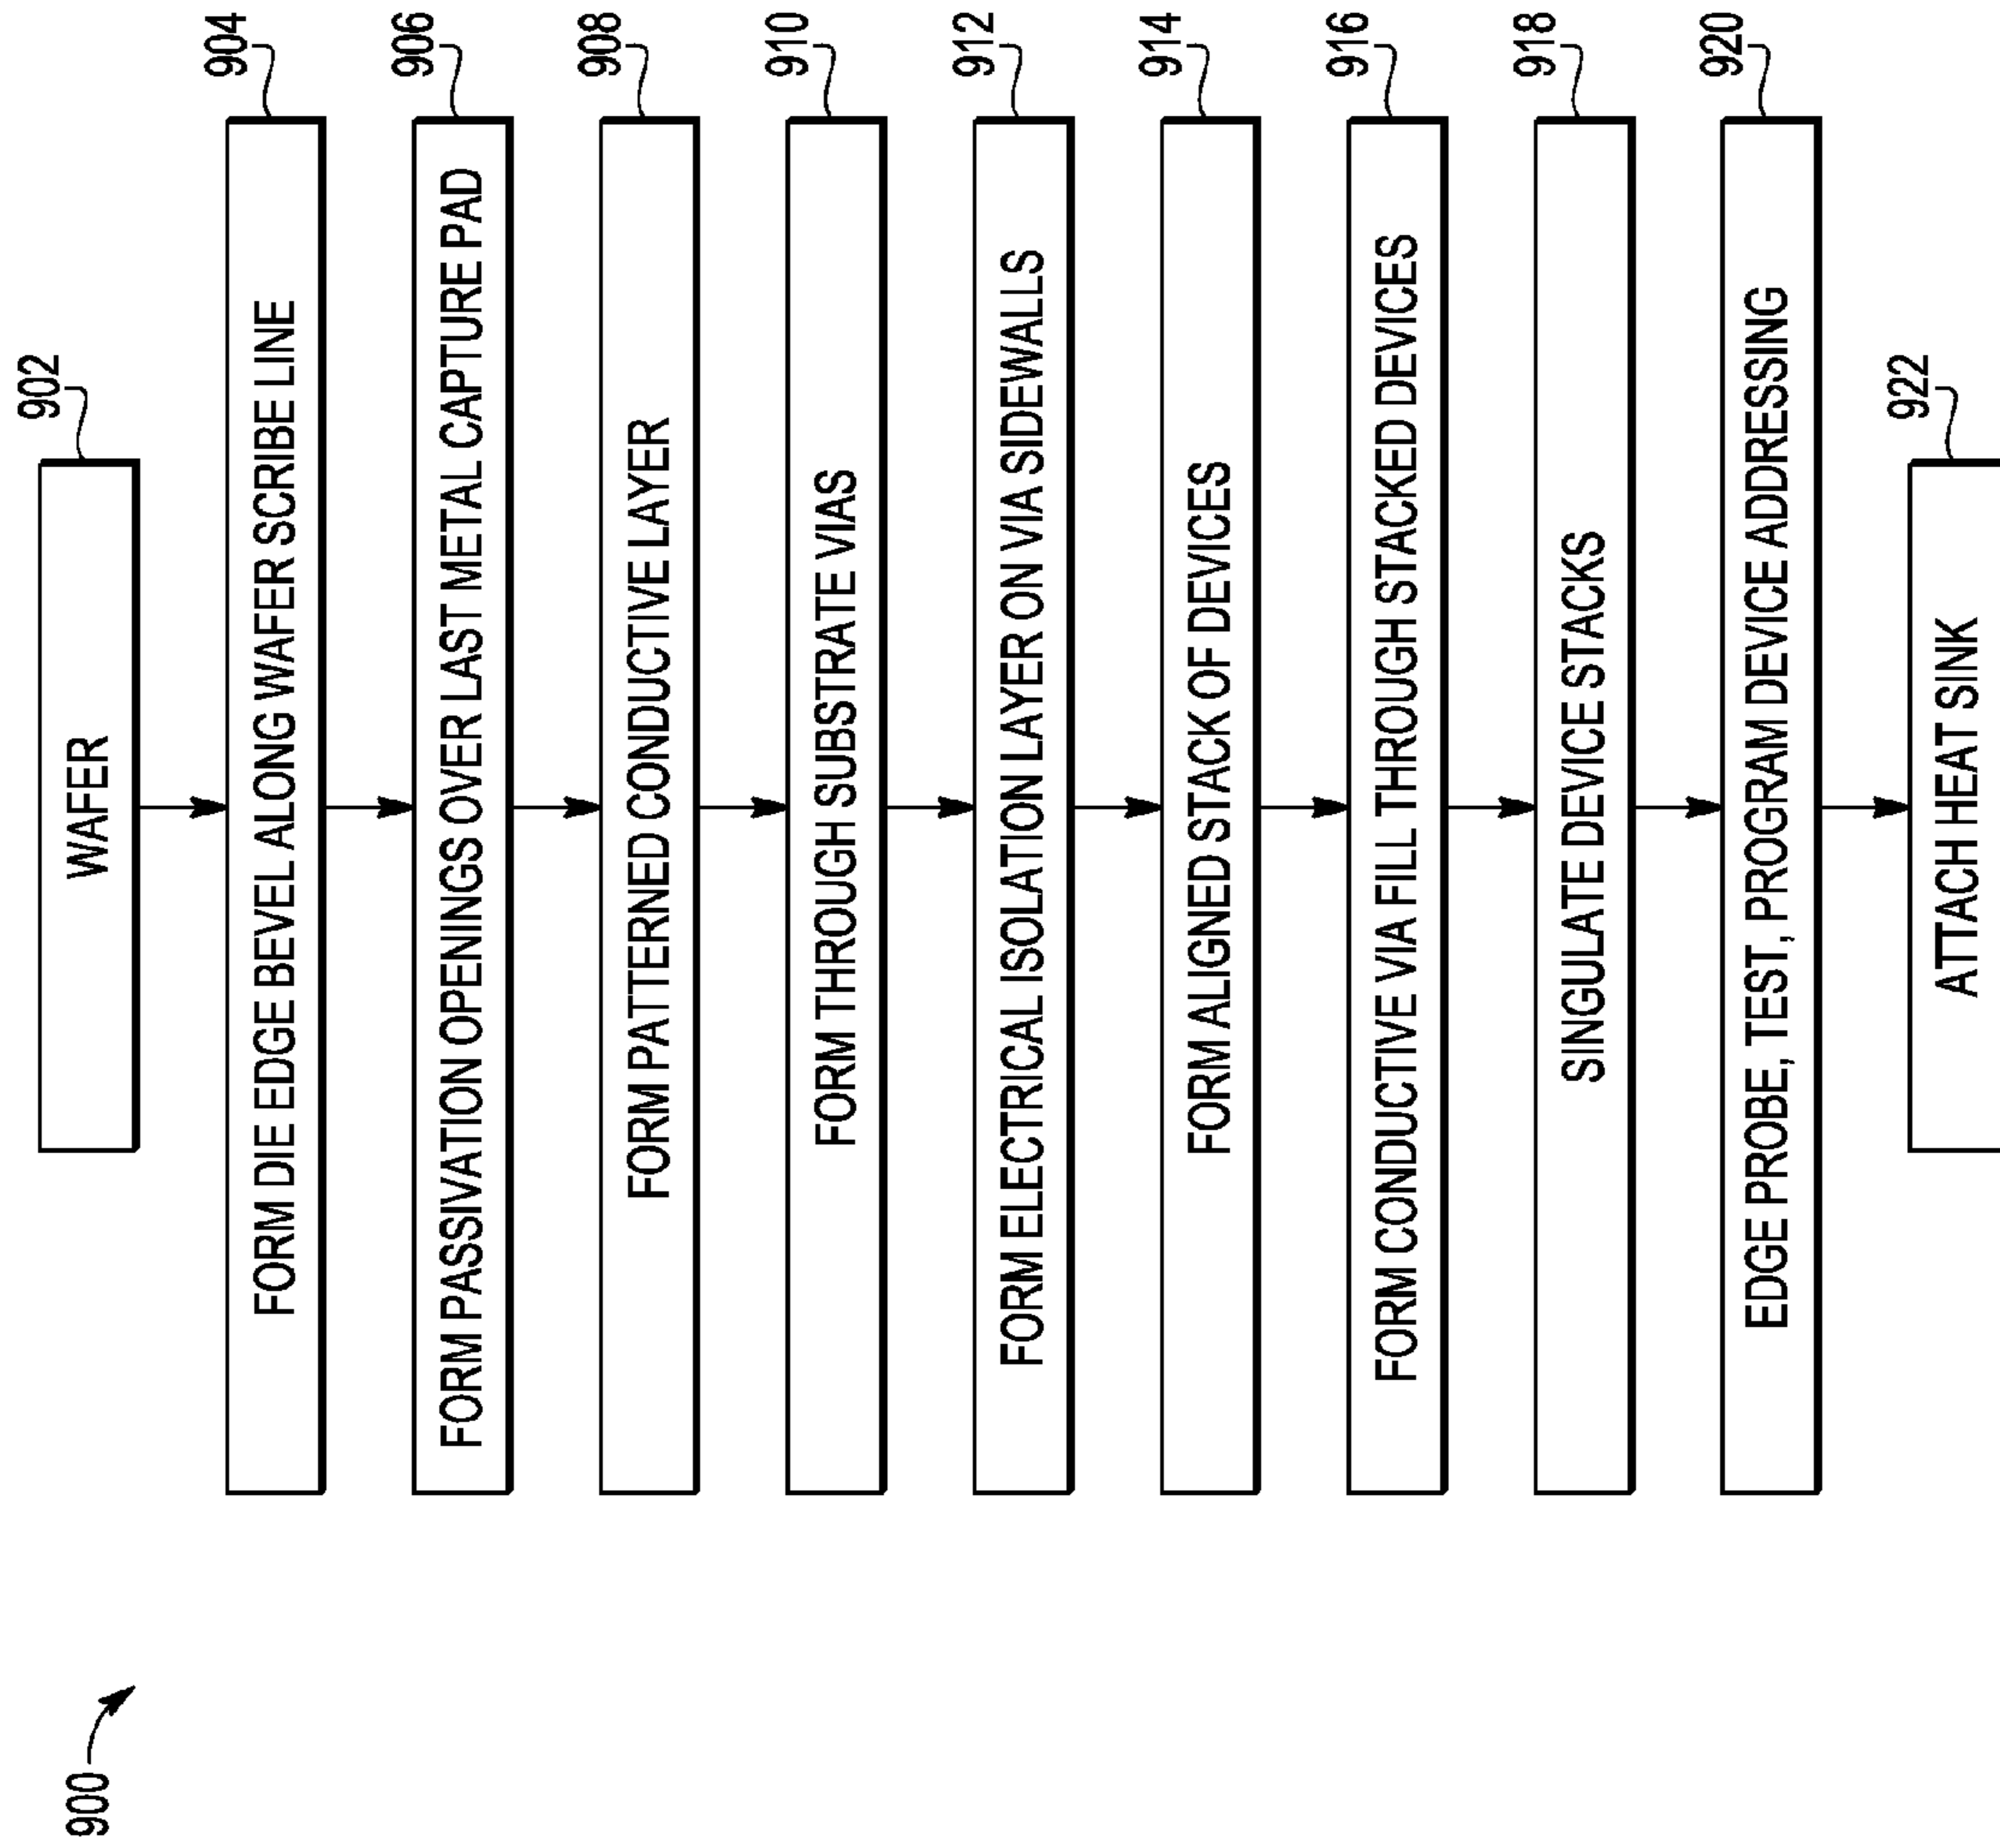 900
WAFER
902
FORM DIE EDGE BEVEL ALONG WAFER SCRIBE LINE
904
FORM PASSIVATION OPENINGS OVER LAST METAL CAPTURE PAD
906
FORM PATTERNED CONDUCTIVE LAYER
908
FORM THROUGH SUBSTRATE VIAS
910
FORM ELECTRICAL ISOLATION LAYER ON VIA SIDEWALLS
912
FORM ALIGNED STACK OF DEVICES
914
FORM CONDUCTIVE VIA FILL THROUGH STACKED DEVICES
916
SINGULATE DEVICE STACKS
918
EDGE PROBE, TEST, PROGRAM DEVICE ADDRESSING
920
ATTACH HEAT SINK
922